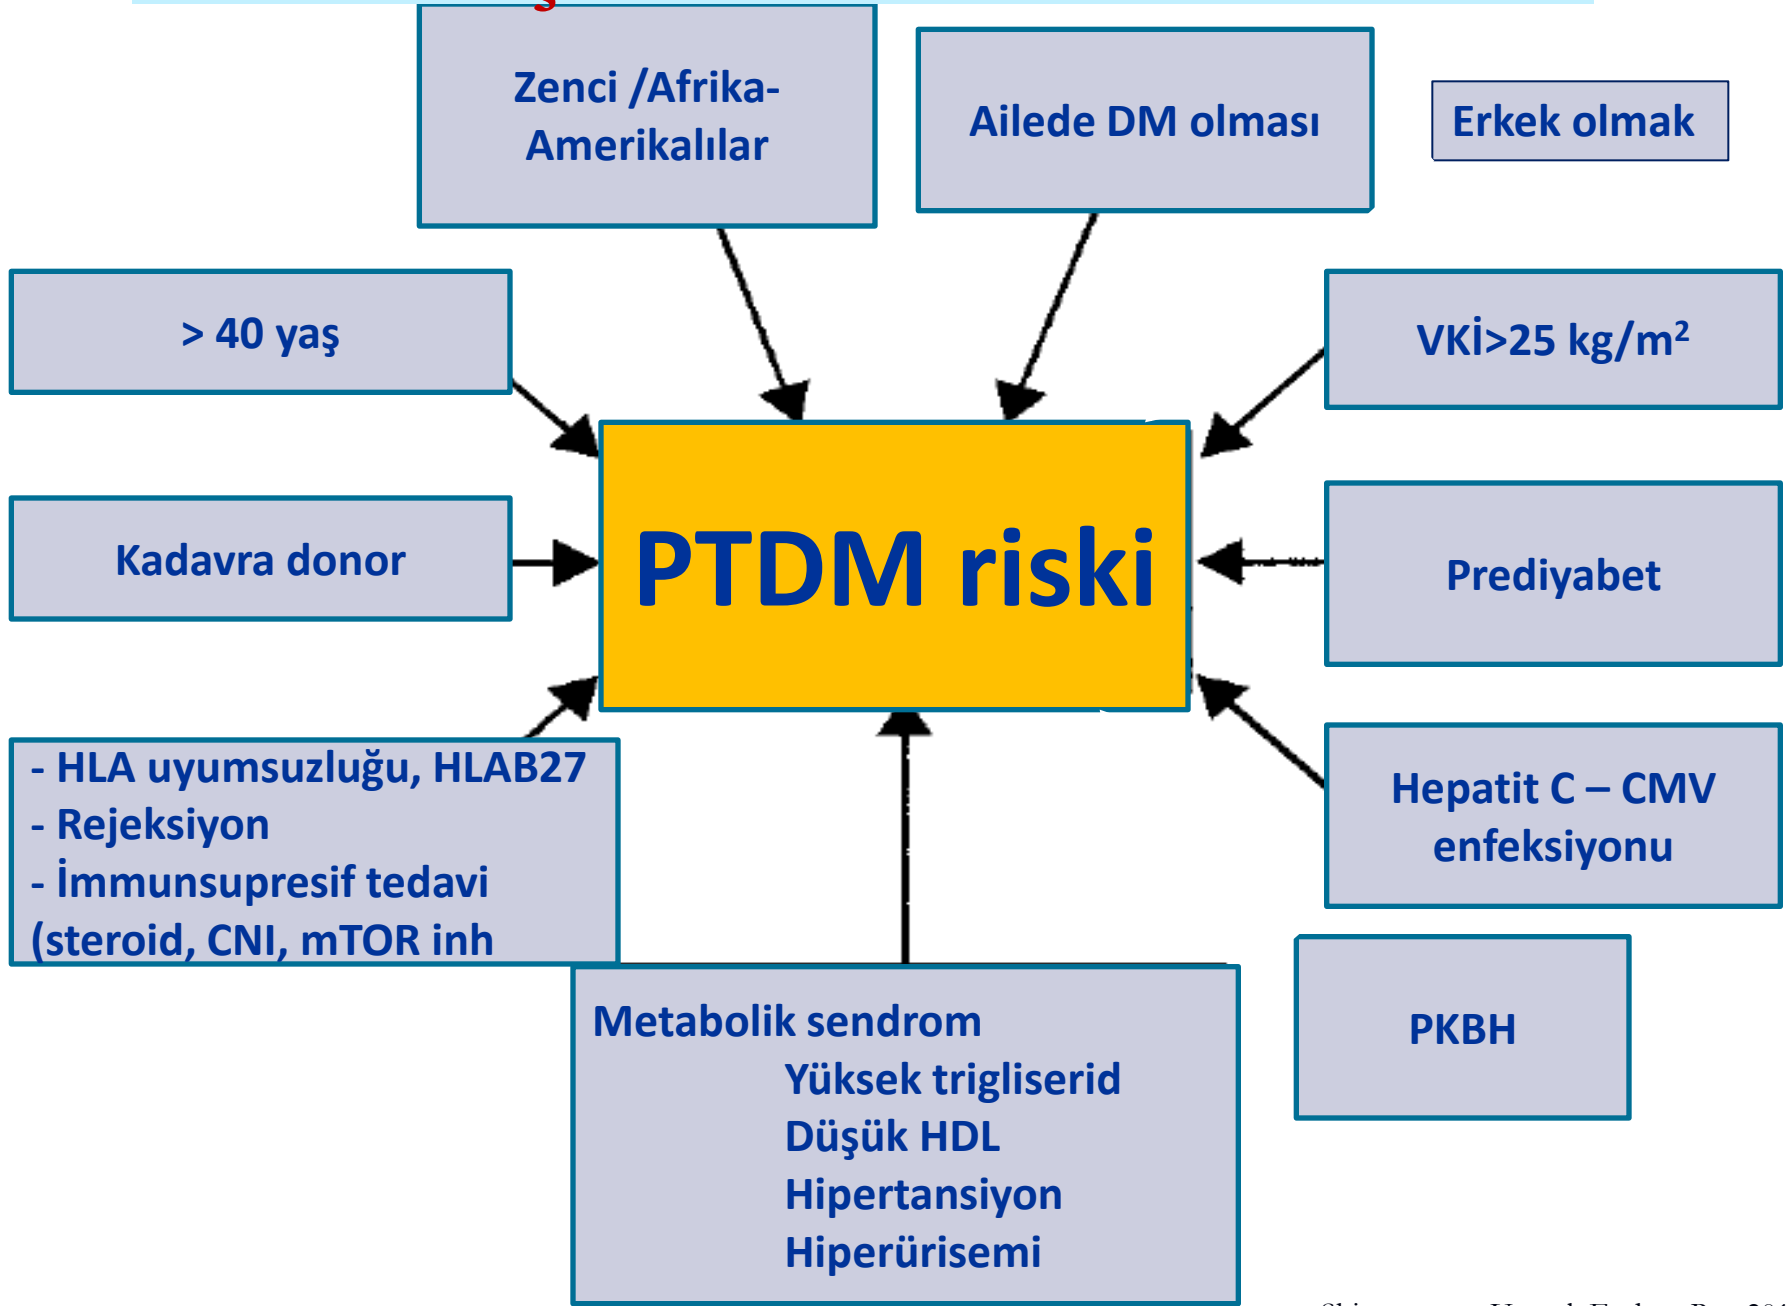 Zenci /Afrika-
Amerikalılar
Ailede DM olması
Erkek olmak
> 40 yaş
VKİ>25 kg/m²
Kadavra donor
PTDM riski
Prediyabet
- HLA uyumsuzluğu, HLAB27
- Rejeksiyon
- İmmunsupresif tedavi
(steroid, CNI, mTOR inh
Hepatit C – CMV
enfeksiyonu
PKBH
Metabolik sendrom
Yüksek trigliserid
Düşük HDL
Hipertansiyon
Hiperürisemi